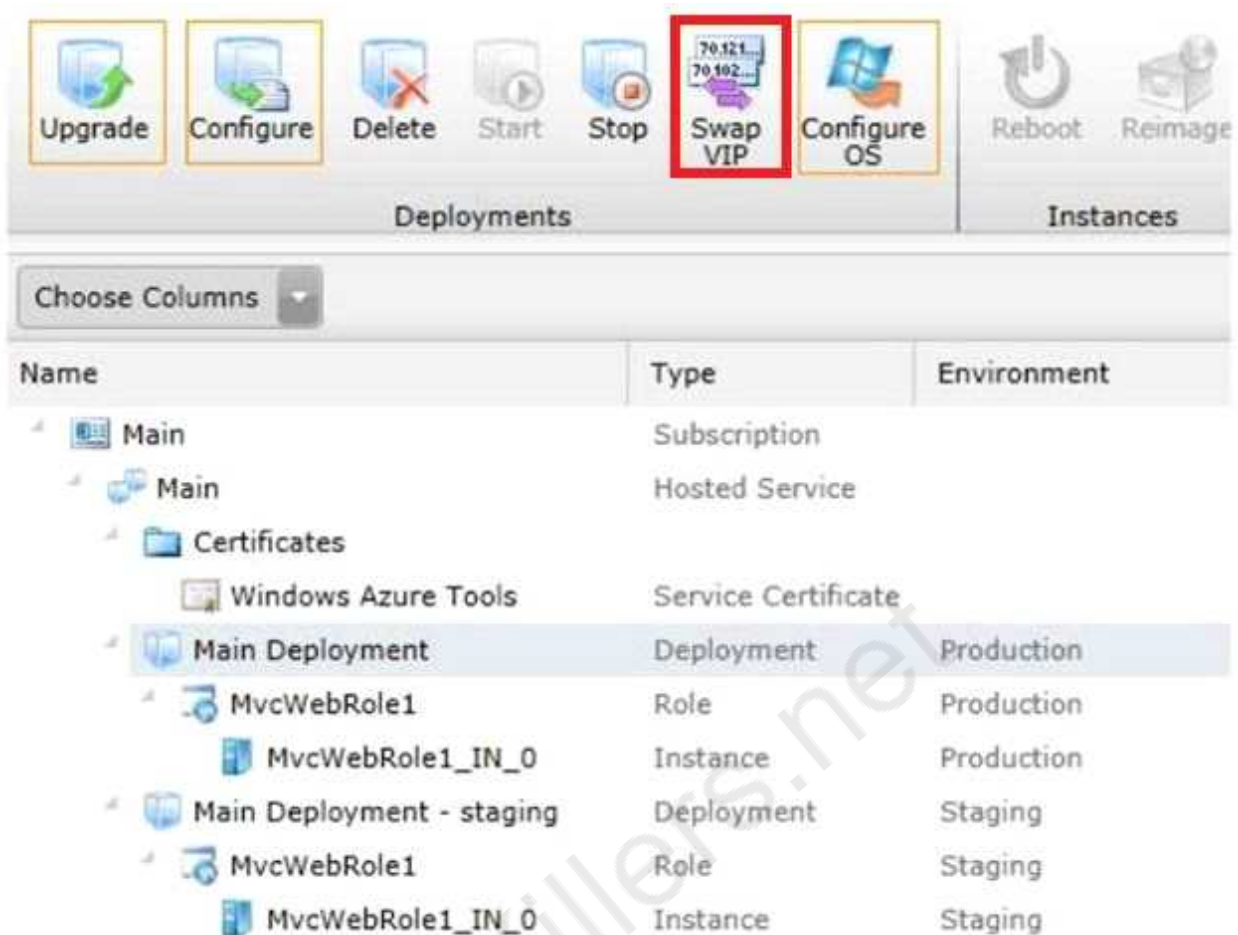 70.121...
70.102...
Upgrade
Configure
Delete
Start
Stop
Swap
VIP
Configure
OS
Reboot
Reimage
Deployments
Instances
Choose Columns
Name Type Environment
Main Subscription
Main Hosted Service
Certificates
Windows Azure Tools Service Certificate
Main Deployment Deployment Production
MvcWebRole1 Role Production
MvcWebRole1_IN_0 Instance Production
Main Deployment - staging Deployment Staging
MvcWebRole1 Role Staging
MvcWebRole1_IN_0 Instance Staging
illers.net